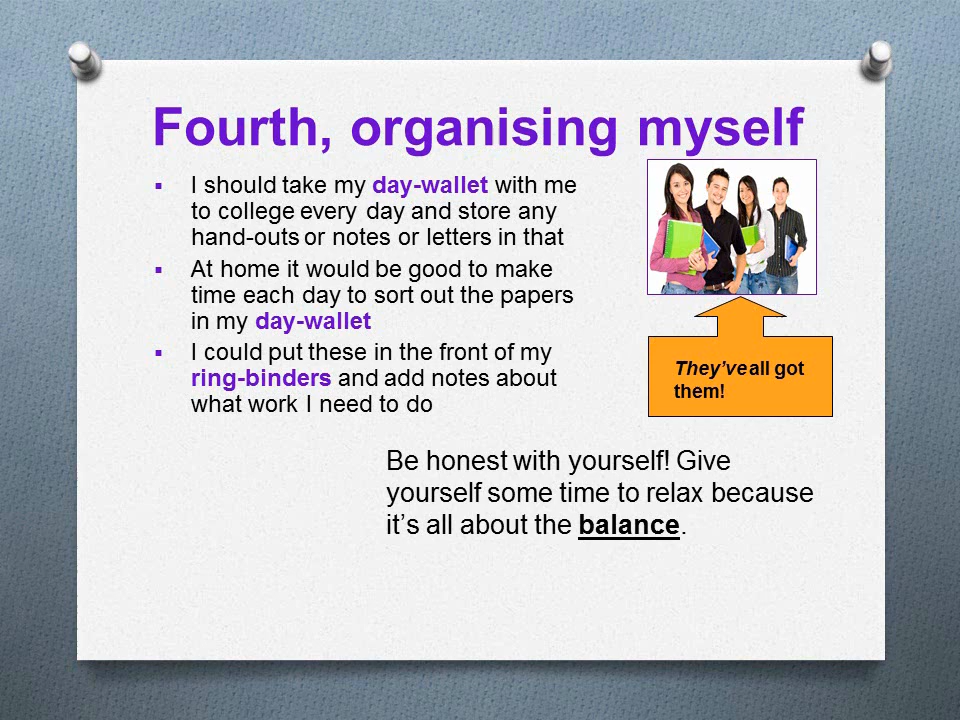 Fourth, organising myself
I should take my day-wallet with me
to college every day and store any
hand-outs or notes or letters in that
At home it would be good to make
time each day to sort out the papers
in my day-wallet
I could put these in the front of my
ring-binders and add notes about
what work I need to do
They've all got
them!
Be honest with yourself! Give
yourself some time to relax because
it's all about the balance.